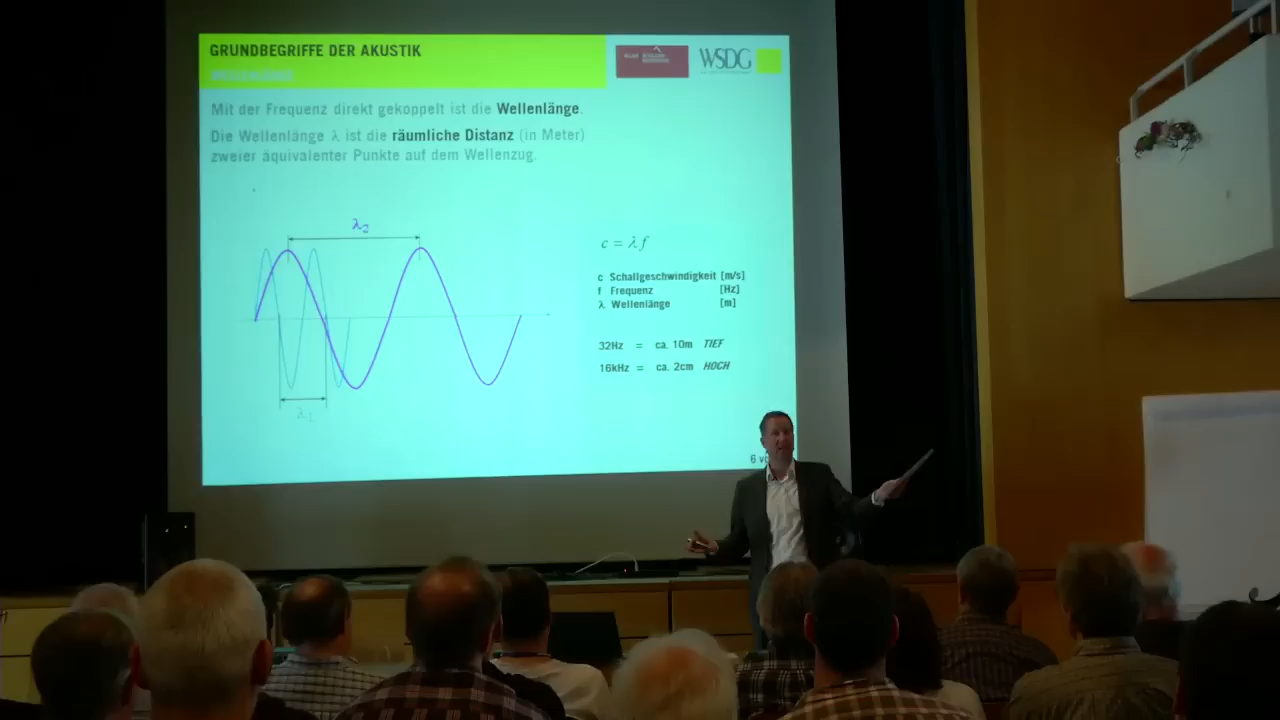 GRUNDBEGRIFFE DER AKUSTIK
WELLENLÄNGE
WSDG
Mit der Frequenz direkt gekoppelt ist die Wellenlänge.
Die Wellenlänge λ ist die räumliche Distanz (in Meter)
zweier äquivalenter Punkte auf dem Wellenzug.
λ₂
λ₁
c = λ f
c Schallgeschwindigkeit [m/s]
f Frequenz [Hz]
λ Wellenlänge [m]
32Hz = ca. 10m TIEF
16kHz = ca. 2cm HOCH
6